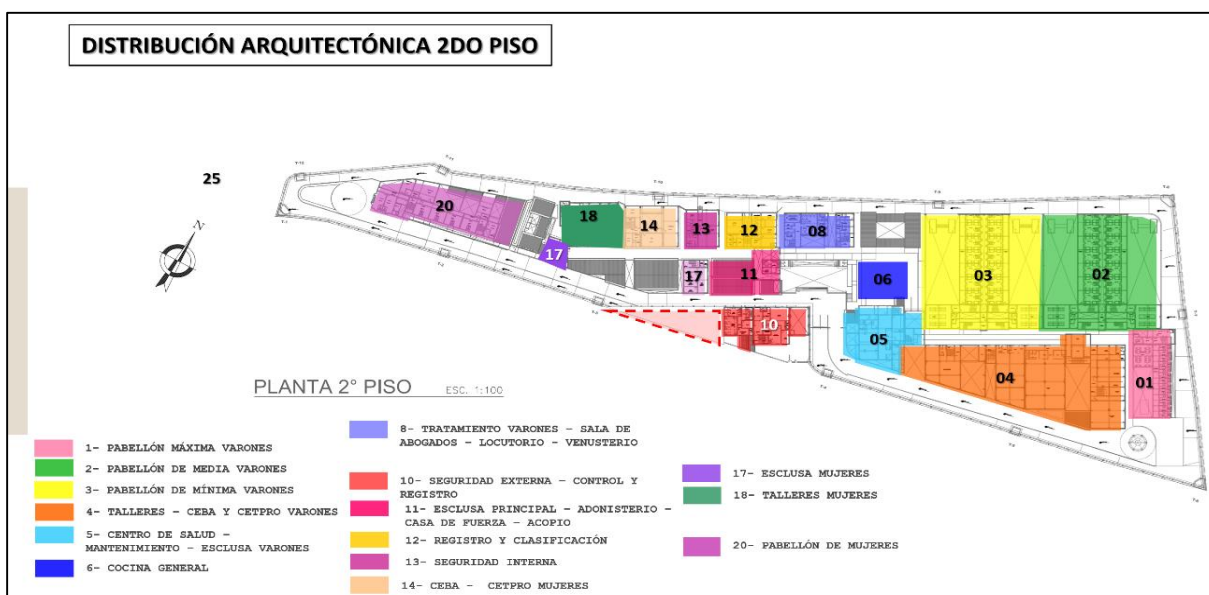 DISTRIBUCIÓN ARQUITECTÓNICA 2DO PISO
25
20
18
14
13
12
08
17
17
11
06
03
02
10
05
04
01
N.
PLANTA 2° PISO ESC. 1:100
1- PABELLÓN MÁXIMA VARONES
2- PABELLÓN DE MEDIA VARONES
3- PABELLÓN DE MÍNIMA VARONES
4- TALLERES - CEBA Y CETPRO VARONES
5- CENTRO DE SALUD -
MANTENIMIENTO - ESCLUSA VARONES
6- COCINA GENERAL
8- TRATAMIENTO VARONES - SALA DE
ABOGADOS - LOCUTORIO - VENUSTERIO
10- SEGURIDAD EXTERNA - CONTROL Y
REGISTRO
11- ESCLUSA PRINCIPAL - ADONISTERIO -
CASA DE FUERZA - ACOPIO
12- REGISTRO Y CLASIFICACIÓN
13- SEGURIDAD INTERNA
14- CEBA - CETPRO MUJERES
17- ESCLUSA MUJERES
18- TALLERES MUJERES
20- PABELLÓN DE MUJERES